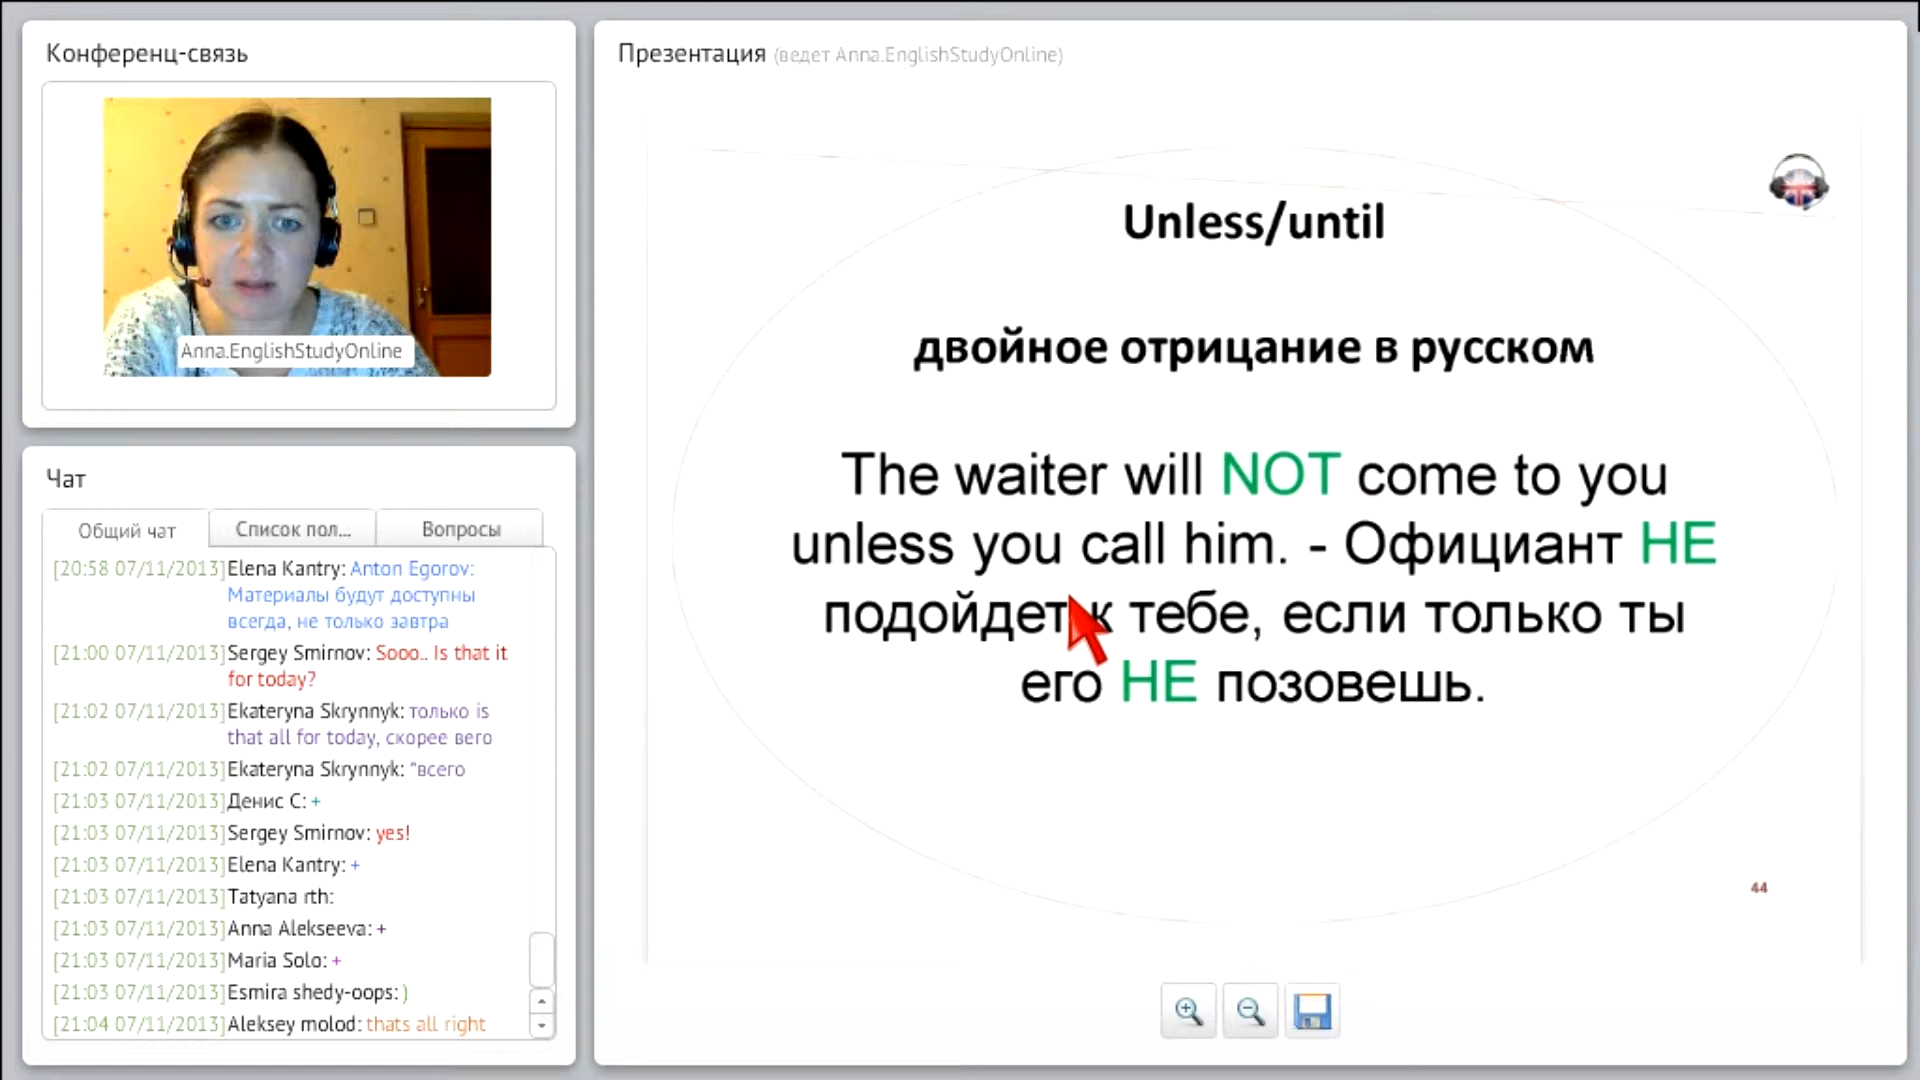 Конференц-связь
Anna.EnglishStudyOnline
Чат
Общий чат
Список пол...
Вопросы
[20:58 07/11/2013]Elena Kantry: Anton Egorov:
Материалы будут доступны
всегда, не только завтра
[21:00 07/11/2013]Sergey Smirnov: Sooo.. Is that it
for today?
[21:02 07/11/2013]Ekateryna Skrynnyk: только is
that all for today, скорее вего
[21:02 07/11/2013]Ekateryna Skrynnyk: *всего
[21:03 07/11/2013]Денис С: +
[21:03 07/11/2013]Sergey Smirnov: yes!
[21:03 07/11/2013]Elena Kantry: +
[21:03 07/11/2013]Tatyana rth:
[21:03 07/11/2013]Anna Alekseeva: +
[21:03 07/11/2013]Maria Solo: +
[21:03 07/11/2013]Esmira shedy-oops: )
[21:04 07/11/2013]Aleksey molod: thats all right
Презентация (ведет Anna.EnglishStudyOnline)
Unless/until
двойное отрицание в русском
The waiter will NOT come to you
unless you call him. - Официант НЕ
подойдет к тебе, если только ты
его НЕ позовешь.
44